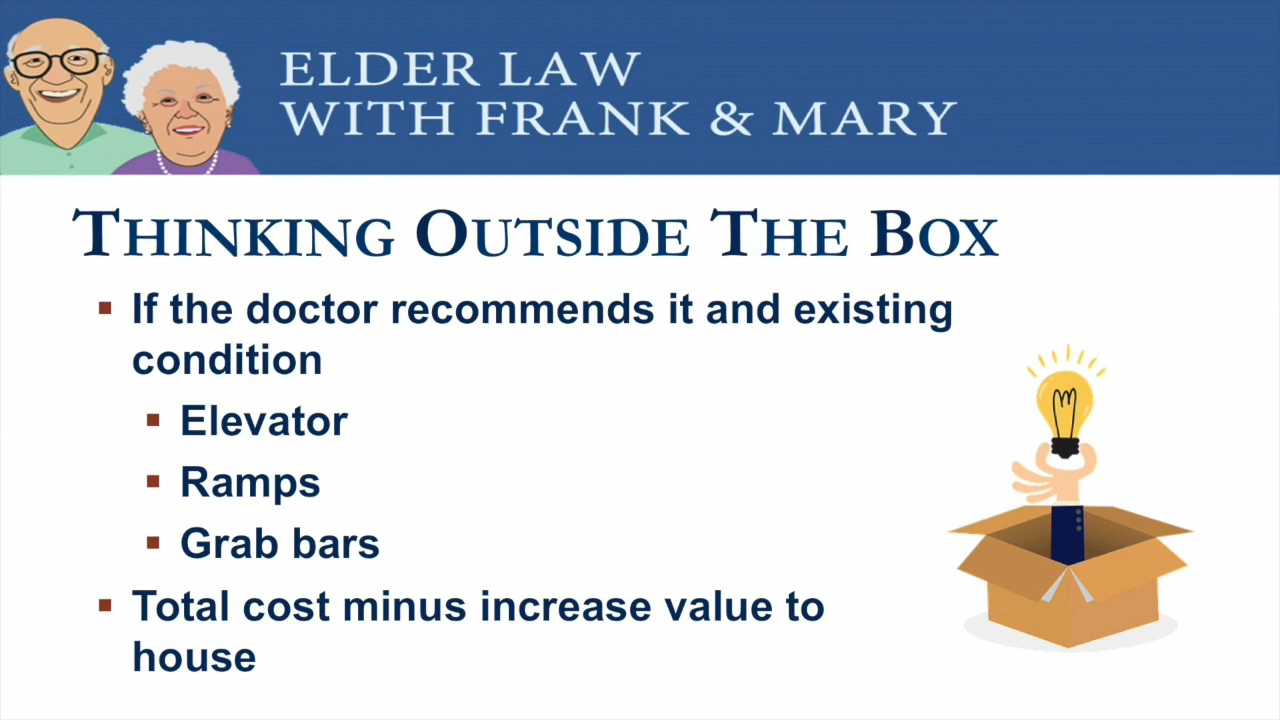 ELDER LAW
WITH FRANK & MARY
THINKING OUTSIDE THE BOX
▪ If the doctor recommends it and existing
condition
▪ Elevator
▪ Ramps
▪ Grab bars
▪ Total cost minus increase value to
house